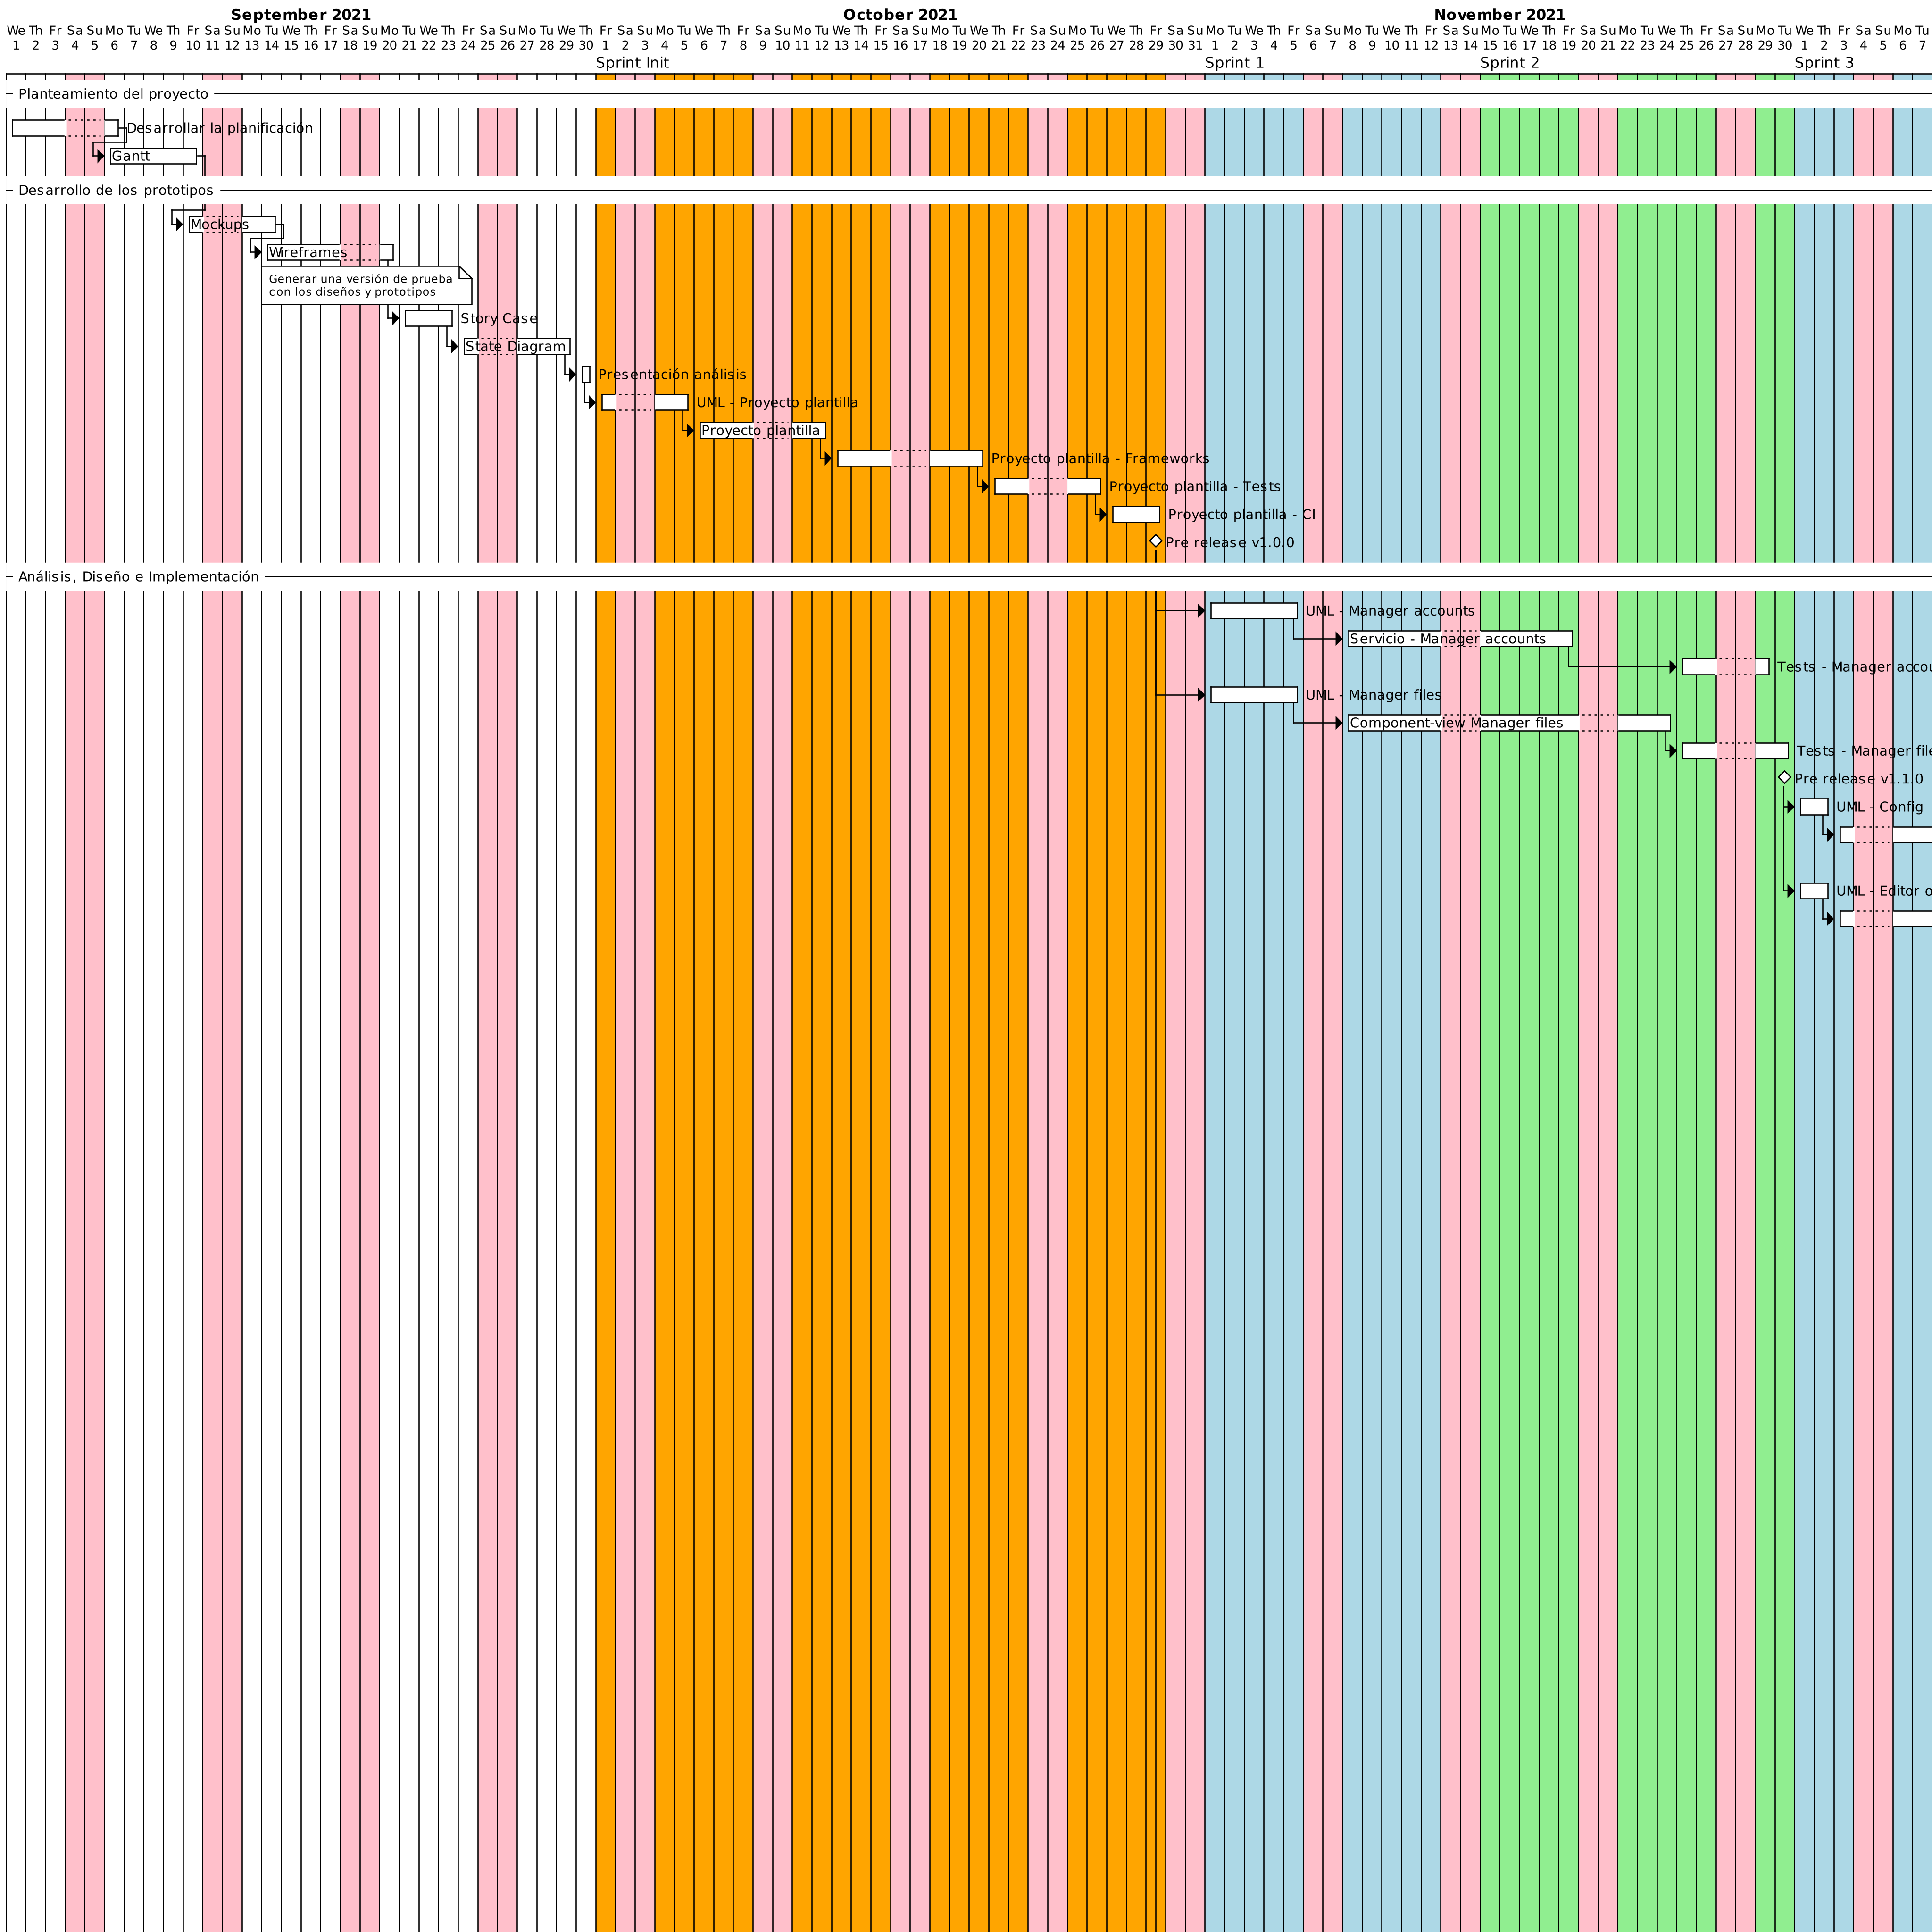 September 2021 October 2021 November 2021
We Th Fr Sa Su Mo Tu We Th Fr Sa Su Mo Tu We Th Fr Sa Su Mo Tu We Th Fr Sa Su Mo Tu We Th Fr Sa Su Mo Tu We Th Fr Sa Su Mo Tu We Th Fr Sa Su Mo Tu We Th Fr Sa Su Mo Tu We Th Fr Sa Su Mo Tu We Th Fr Sa Su Mo Tu We Th Fr Sa Su Mo Tu We Th Fr Sa Su Mo Tu We Th Fr Sa Su Mo Tu We Th Fr Sa Su Mo Tu
1 2 3 4 5 6 7 8 9 10 11 12 13 14 15 16 17 18 19 20 21 22 23 24 25 26 27 28 29 30 1 2 3 4 5 6 7 8 9 10 11 12 13 14 15 16 17 18 19 20 21 22 23 24 25 26 27 28 29 30 31 1 2 3 4 5 6 7 8 9 10 11 12 13 14 15 16 17 18 19 20 21 22 23 24 25 26 27 28 29 30 1 2 3 4 5 6 7
Sprint Init Sprint 1 Sprint 2 Sprint 3
Planteamiento del proyecto
Desarrollar la planificación
Gantt
Desarrollo de los prototipos
Mockups
Wireframes
Generar una versión de prueba
con los diseños y prototipos
Story Case
State Diagram
Presentación análisis
UML - Proyecto plantilla
Proyecto plantilla
Proyecto plantilla - Frameworks
Proyecto plantilla - Tests
Proyecto plantilla - CI
Pre release v1.0.0
Análisis, Diseño e Implementación
UML - Manager accounts
Servicio - Manager accounts
Tests - Manager
UML - Manager files
Component-view Manager files
Tests - Manager
Pre release v1.1.0
UML - Config
UML - Editor